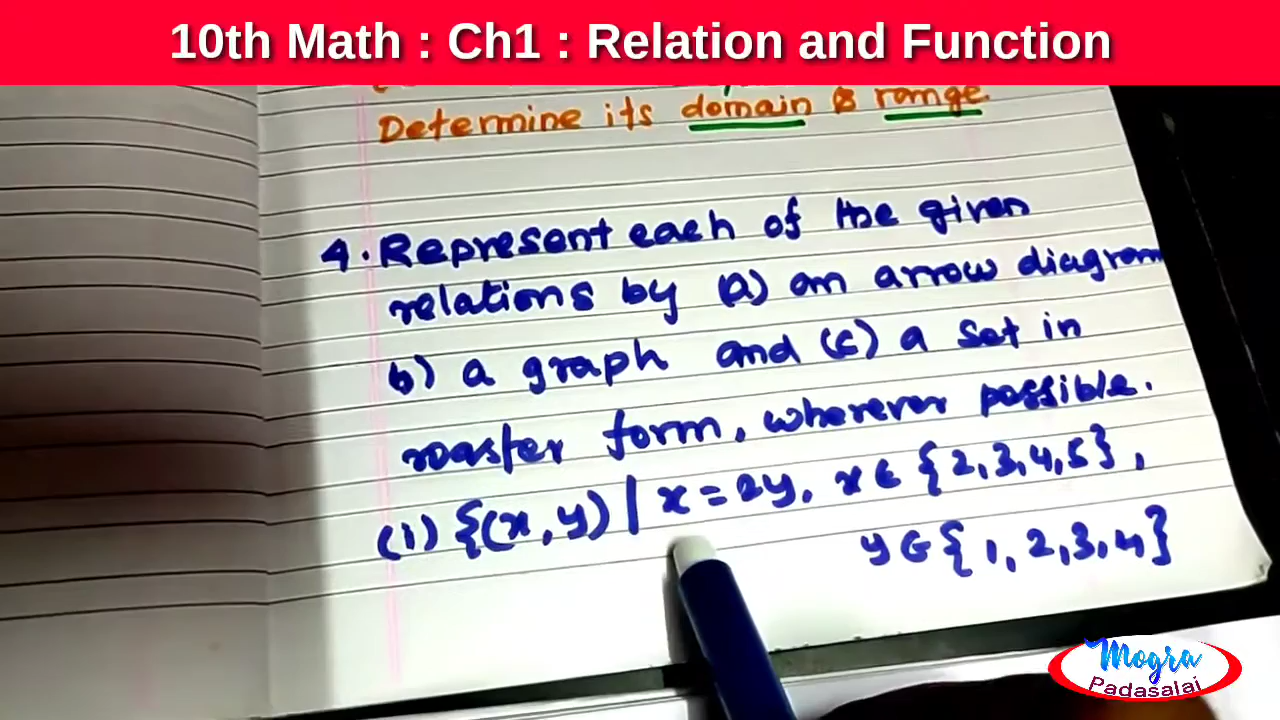 10th Math : Ch1 : Relation and Function
Determine its domain & range.
4. Represent each of the given
relations by (a) an arrow diagram
b) a graph and (c) a set in
roaster form, wherever possible.
(1) {(x, y) | x = 2y, x ∈ {2, 3, 4, 5},
y ∈ {1, 2, 3, 4}
Mogra
Padasalai